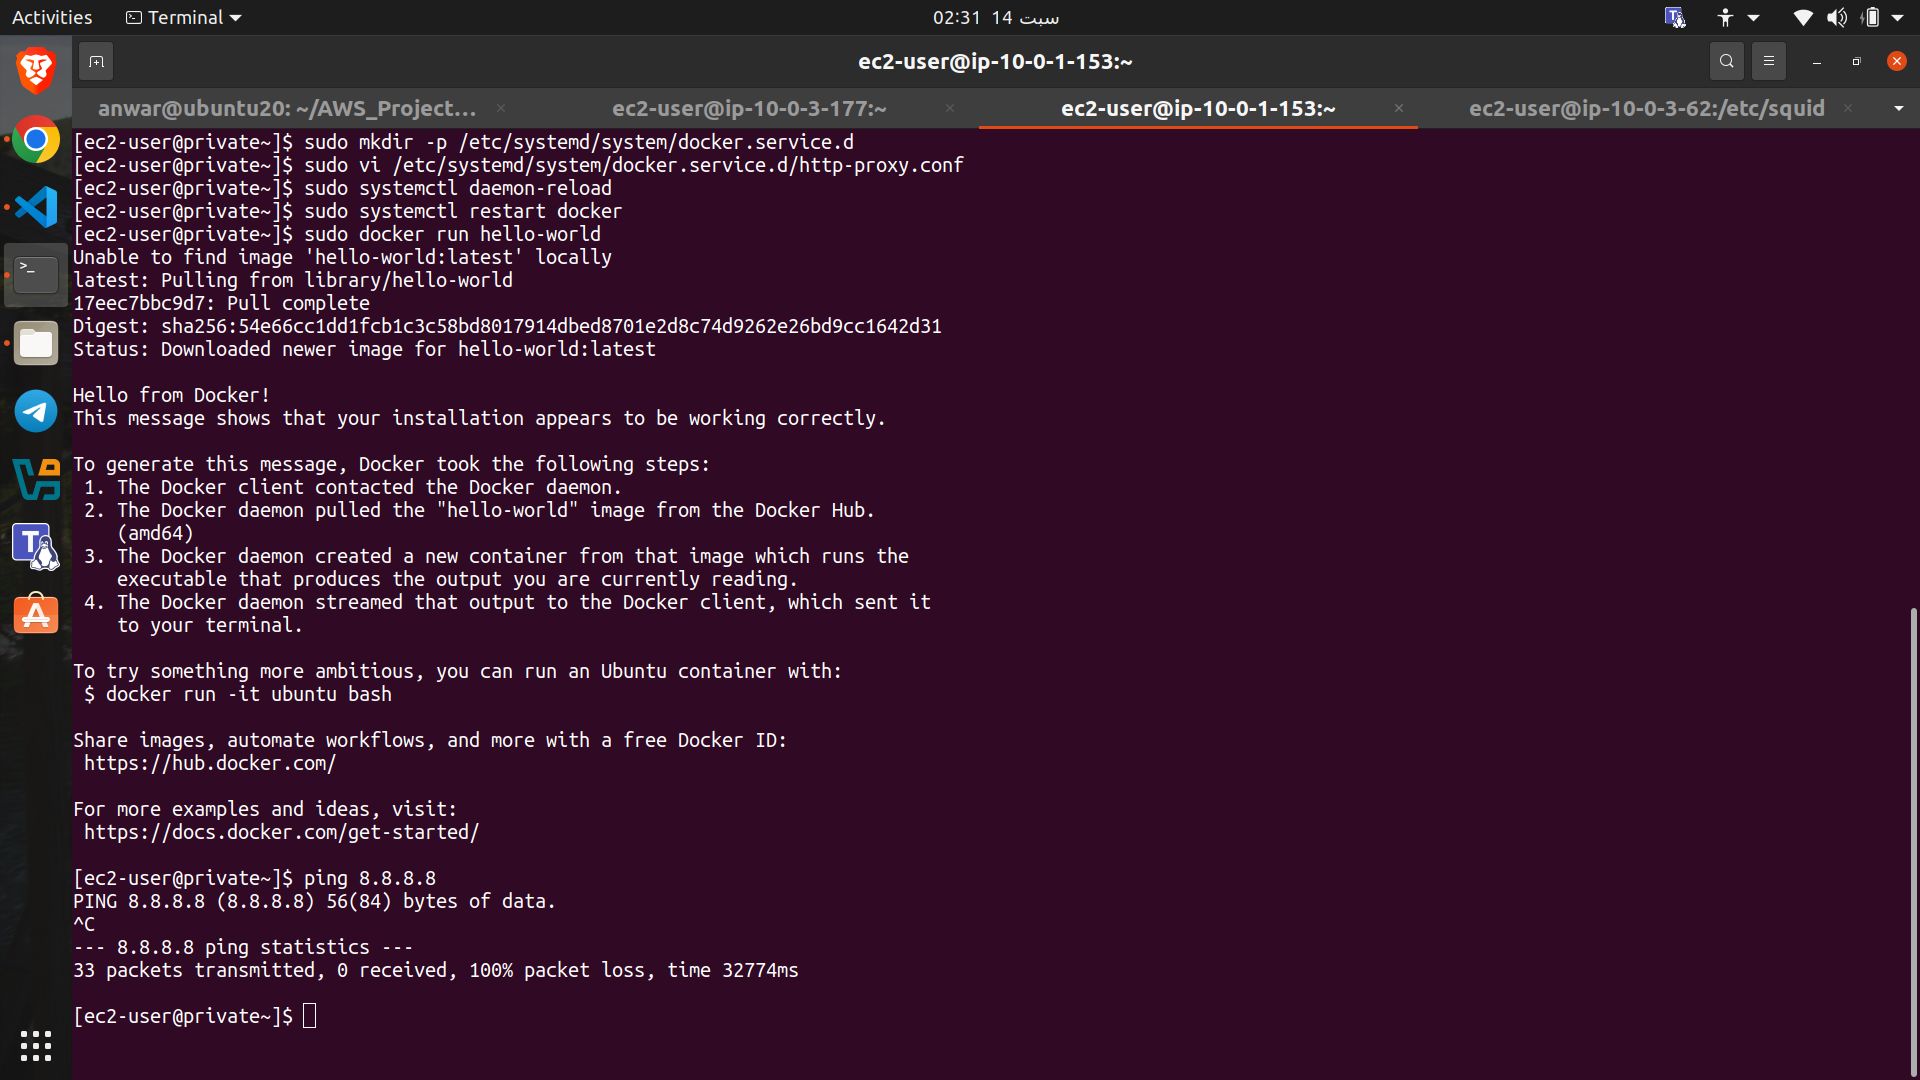 Activities
Terminal
02:31 14 سبت
ec2-user@ip-10-0-1-153:~
anwar@ubuntu20: ~/AWS_Project...
ec2-user@ip-10-0-3-177:~
ec2-user@ip-10-0-1-153:~
ec2-user@ip-10-0-3-62:/etc/squid
[ec2-user@private~]$ sudo mkdir -p /etc/systemd/system/docker.service.d
[ec2-user@private~]$ sudo vi /etc/systemd/system/docker.service.d/http-proxy.conf
[ec2-user@private~]$ sudo systemctl daemon-reload
[ec2-user@private~]$ sudo systemctl restart docker
[ec2-user@private~]$ sudo docker run hello-world
Unable to find image 'hello-world:latest' locally
latest: Pulling from library/hello-world
17eec7bbc9d7: Pull complete
Digest: sha256:54e66cc1dd1fcb1c3c58bd8017914dbed8701e2d8c74d9262e26bd9cc1642d31
Status: Downloaded newer image for hello-world:latest
Hello from Docker!
This message shows that your installation appears to be working correctly.
To generate this message, Docker took the following steps:
1. The Docker client contacted the Docker daemon.
2. The Docker daemon pulled the "hello-world" image from the Docker Hub.
(amd64)
3. The Docker daemon created a new container from that image which runs the
executable that produces the output you are currently reading.
4. The Docker daemon streamed that output to the Docker client, which sent it
to your terminal.
To try something more ambitious, you can run an Ubuntu container with:
$ docker run -it ubuntu bash
Share images, automate workflows, and more with a free Docker ID:
https://hub.docker.com/
For more examples and ideas, visit:
https://docs.docker.com/get-started/
[ec2-user@private~]$ ping 8.8.8.8
PING 8.8.8.8 (8.8.8.8) 56(84) bytes of data.
^C
--- 8.8.8.8 ping statistics ---
33 packets transmitted, 0 received, 100% packet loss, time 32774ms
[ec2-user@private~]$